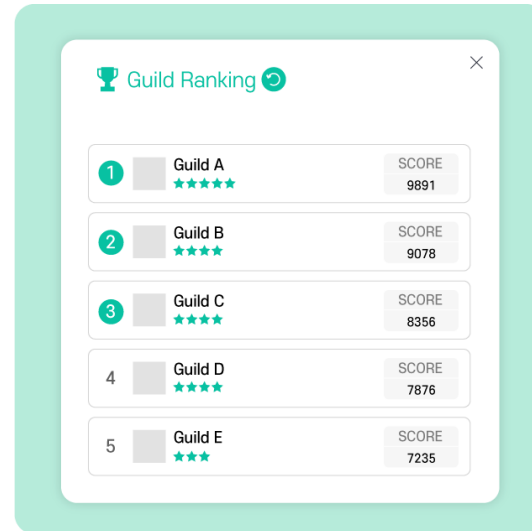 Guild Ranking
1
Guild A
SCORE
9891
2
Guild B
SCORE
9078
3
Guild C
SCORE
8356
4
Guild D
SCORE
7876
5
Guild E
SCORE
7235